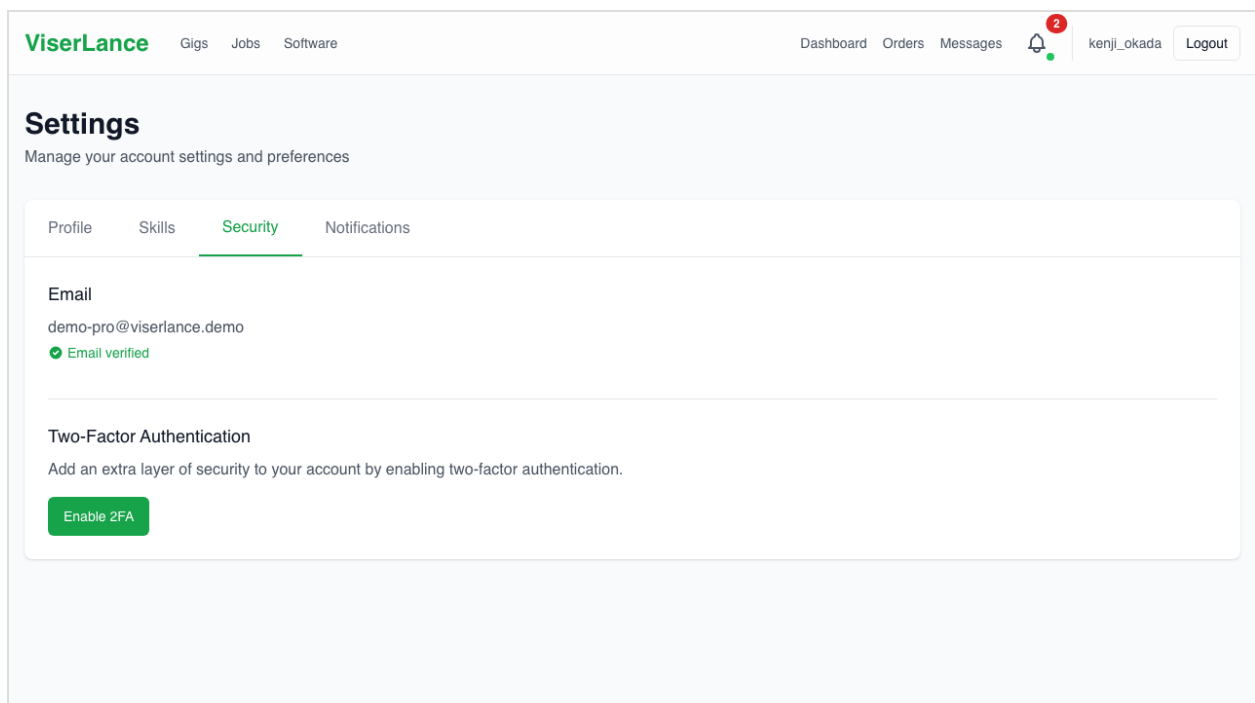 ViserLance Gigs Jobs Software Dashboard Orders Messages 2 kenji_okada Logout
Settings
Manage your account settings and preferences
Profile Skills Security Notifications
Email
demo-pro@viserlance.demo
Email verified
Two-Factor Authentication
Add an extra layer of security to your account by enabling two-factor authentication.
Enable 2FA